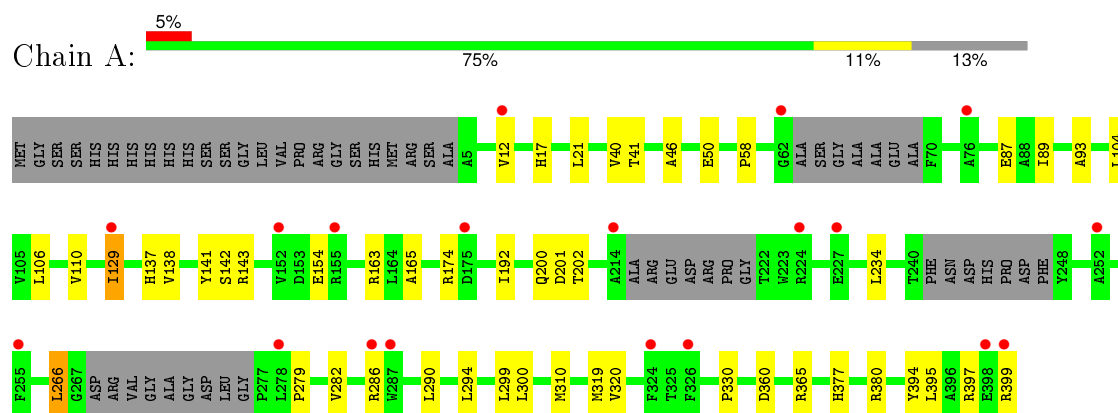 5%
Chain A:
75% 11% 13%
MET GLY SER SER HIS HIS HIS HIS HIS HIS SER SER GLY LEU VAL PRO ARG GLY SER HIS MET ARG SER ALA A5 V12 H17 L21 V40 T41 A46 E50 P58 G62 ALA SER GLY ALA ALA GLU ALA F70 A76 E87 A88 I89 A93 L104
V105 L106 V110 I129 H137 V138 Y141 S142 R143 V152 D153 E154 R155 R163 L164 A165 R174 D175 I192 Q200 D201 T202 A214 ALA ARG GLU ASP ARG PRO GLY T222 W223 R224 E227 L234 T240 PHE ASN ASP HIS PRO ASP PHE Y248 A252
F255 L266 G267 ASP ARG VAL GLY ALA GLY ASP LEU GLY P277 L278 P279 V282 R286 W287 L290 L294 L299 L300 M310 M319 V320 F324 T325 F326 P330 D360 R365 H377 R380 Y394 L395 A396 R397 E398 R399